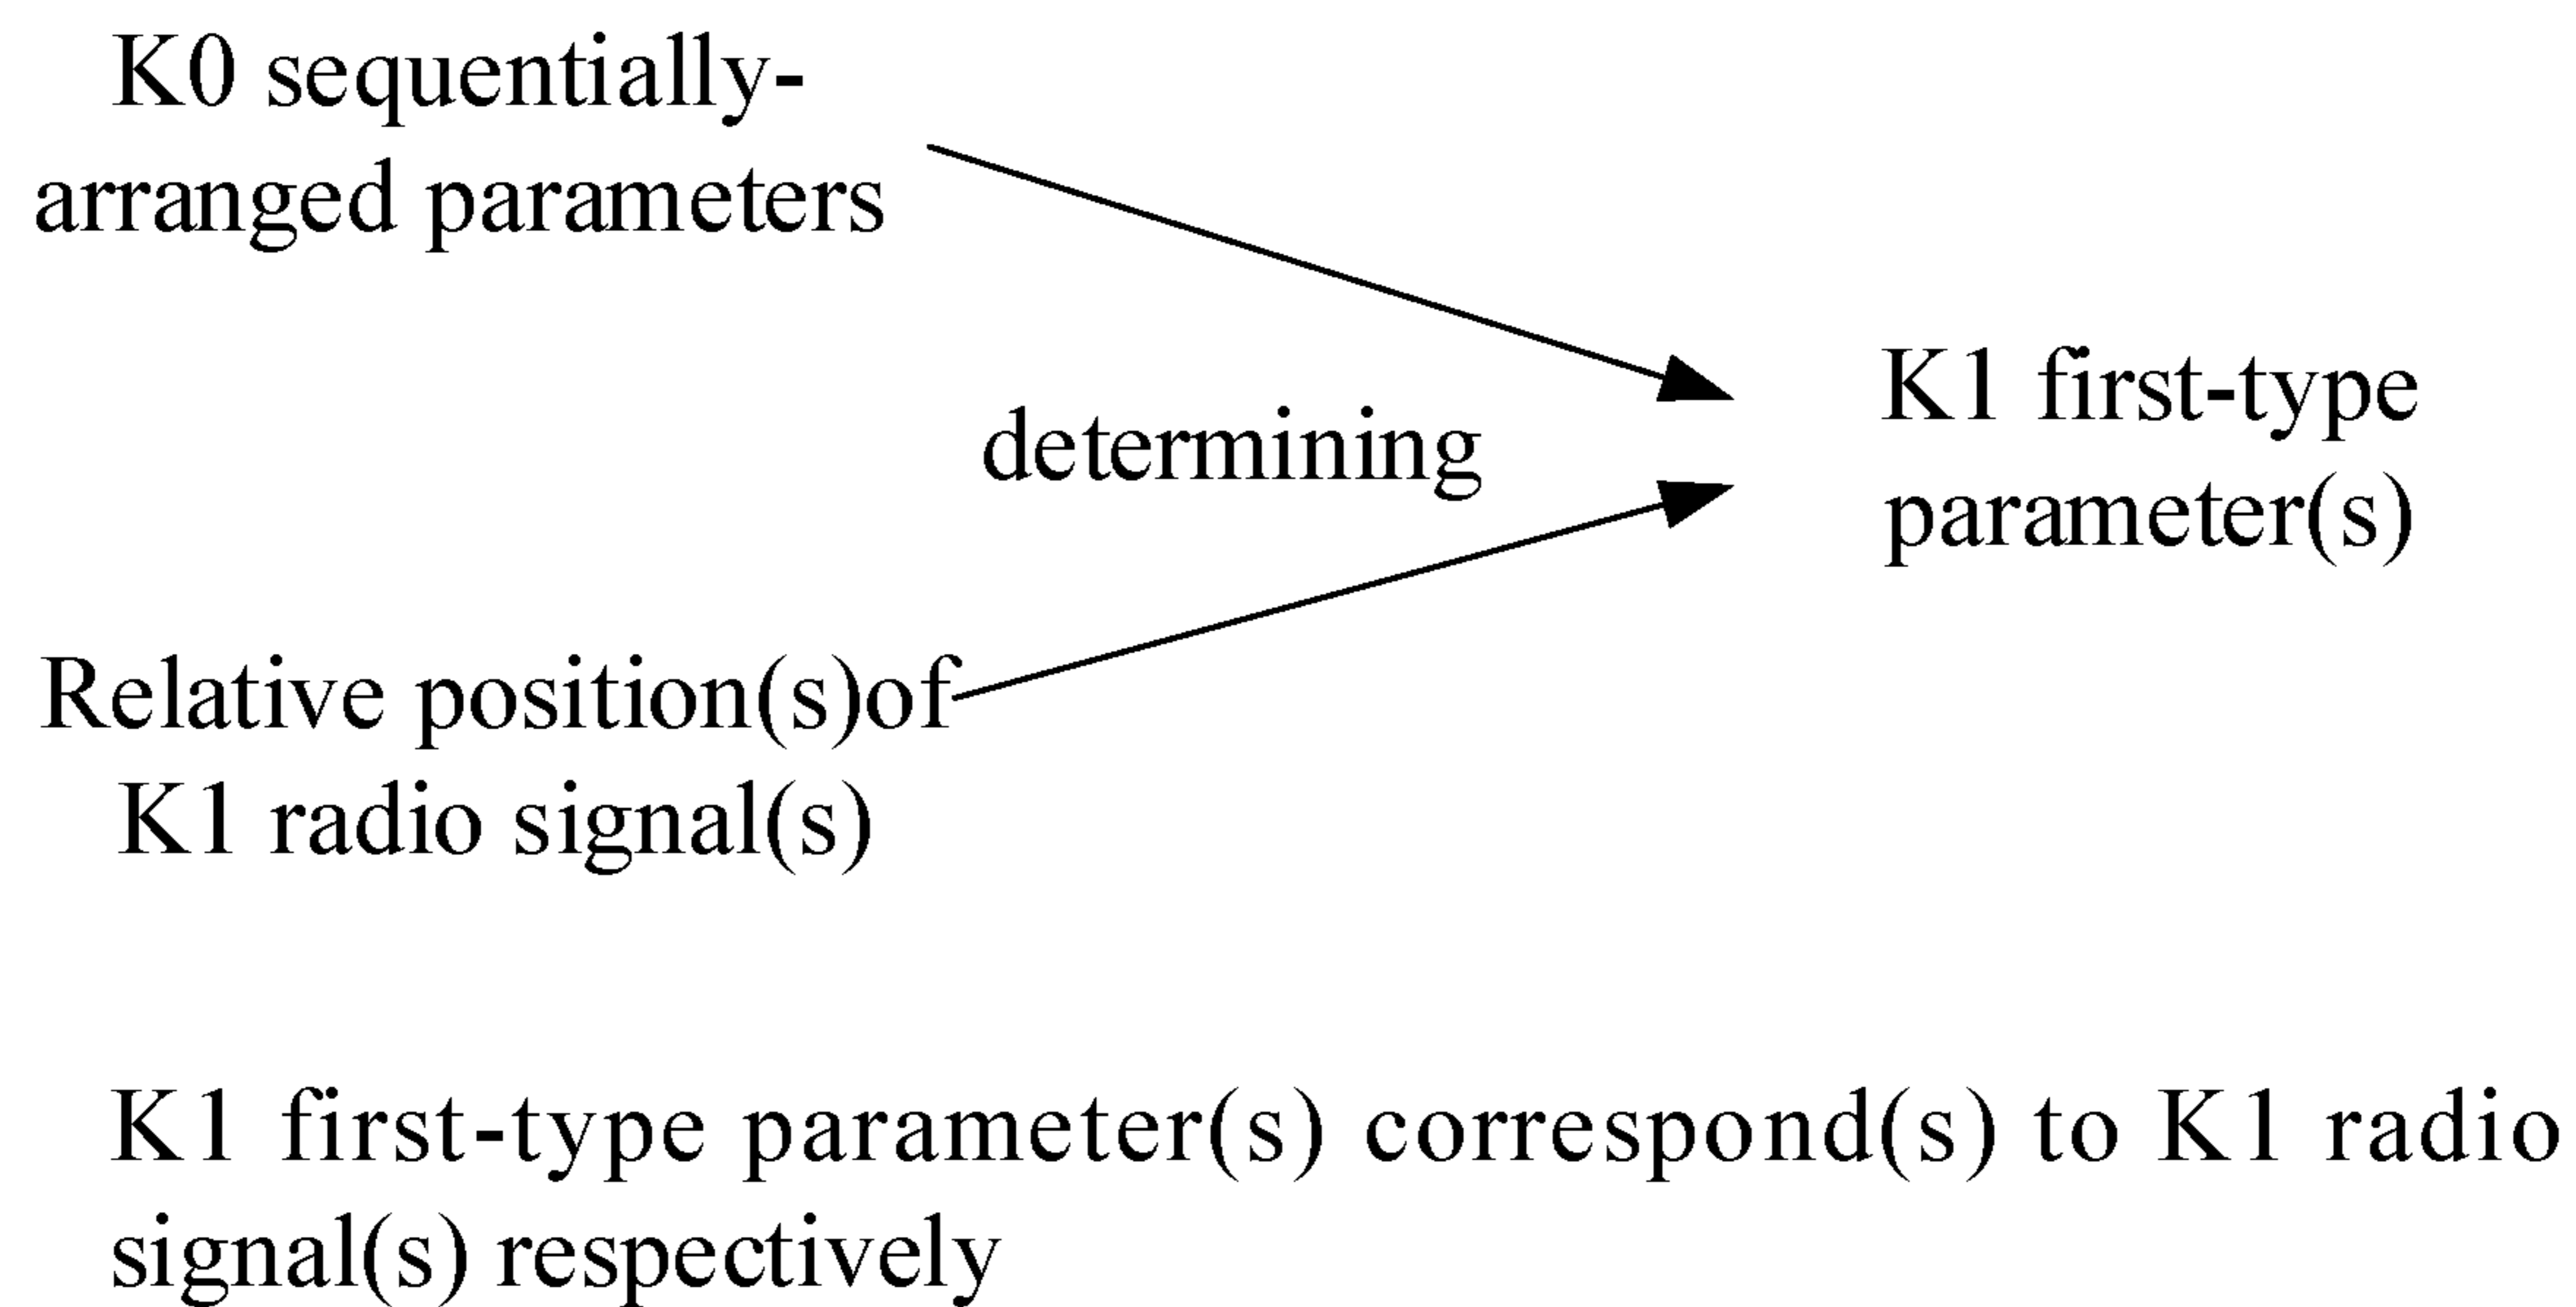 K0 sequentially-
arranged parameters
determining
K1 first-type
parameter(s)
Relative position(s)of
K1 radio signal(s)
K1 first-type parameter(s) correspond(s) to K1 radio
signal(s) respectively